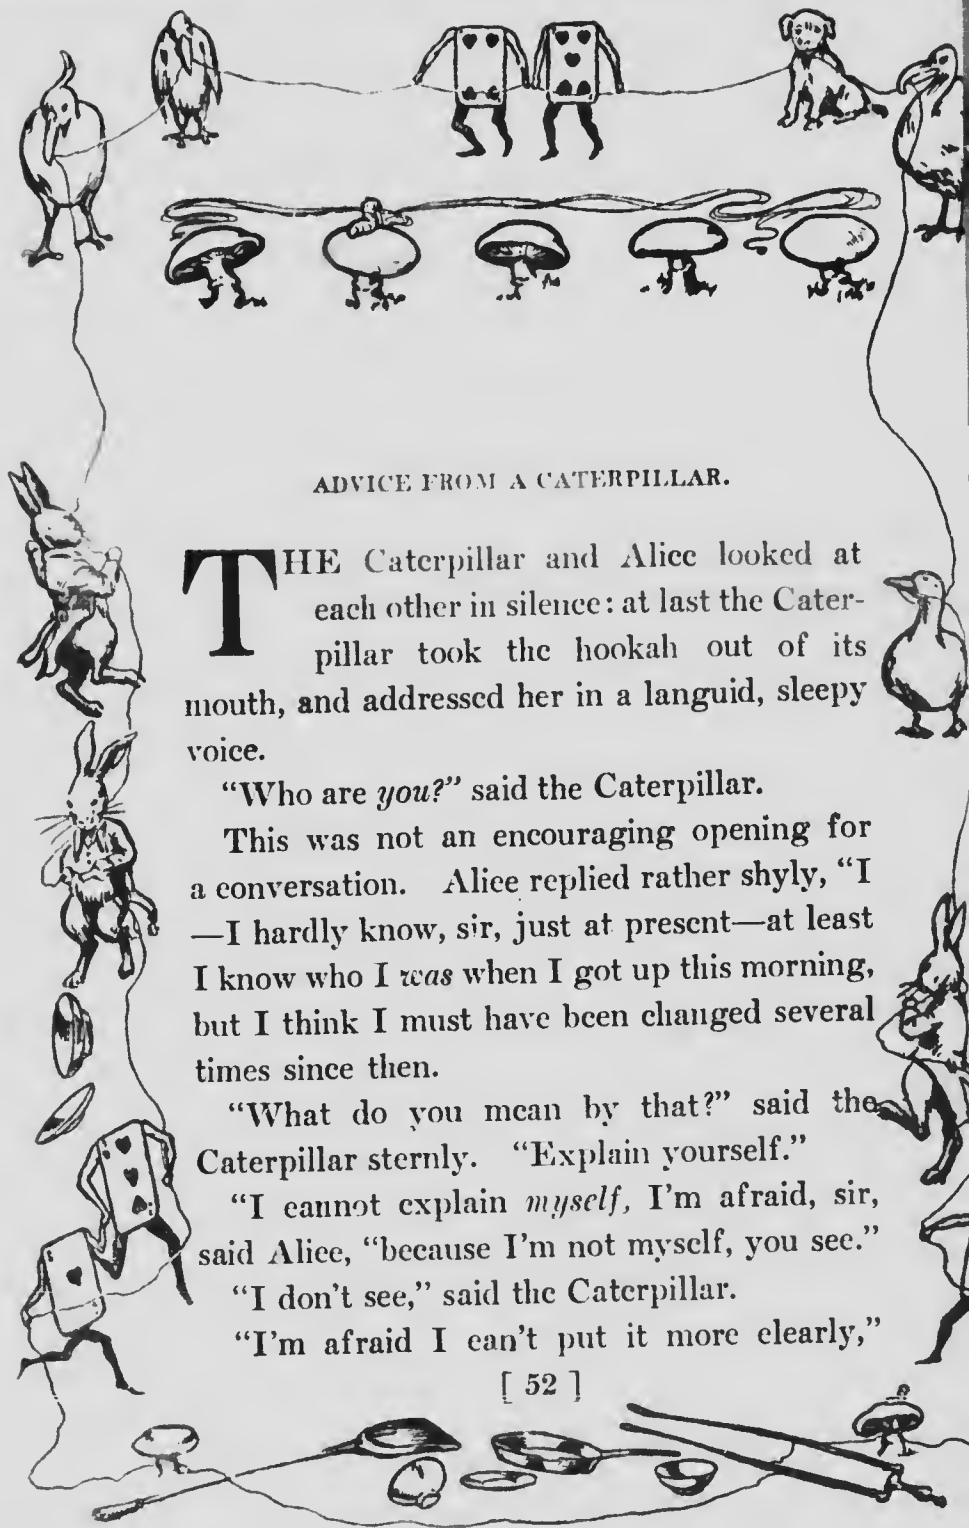 ADVICE FROM A CATERPILLAR.
THE Caterpillar and Alice looked at
each other in silence: at last the Cater-
pillar took the hookah out of its
mouth, and addressed her in a languid, sleepy
voice.
"Who are you?" said the Caterpillar.
This was not an encouraging opening for
a conversation. Alice replied rather shyly, "I
—I hardly know, sir, just at present—at least
I know who I was when I got up this morning,
but I think I must have been changed several
times since then.
"What do you mean by that?" said the
Caterpillar sternly. "Explain yourself."
"I cannot explain myself, I'm afraid, sir,
said Alice, "because I'm not myself, you see."
"I don't see," said the Caterpillar.
"I'm afraid I can't put it more clearly,"
[ 52 ]